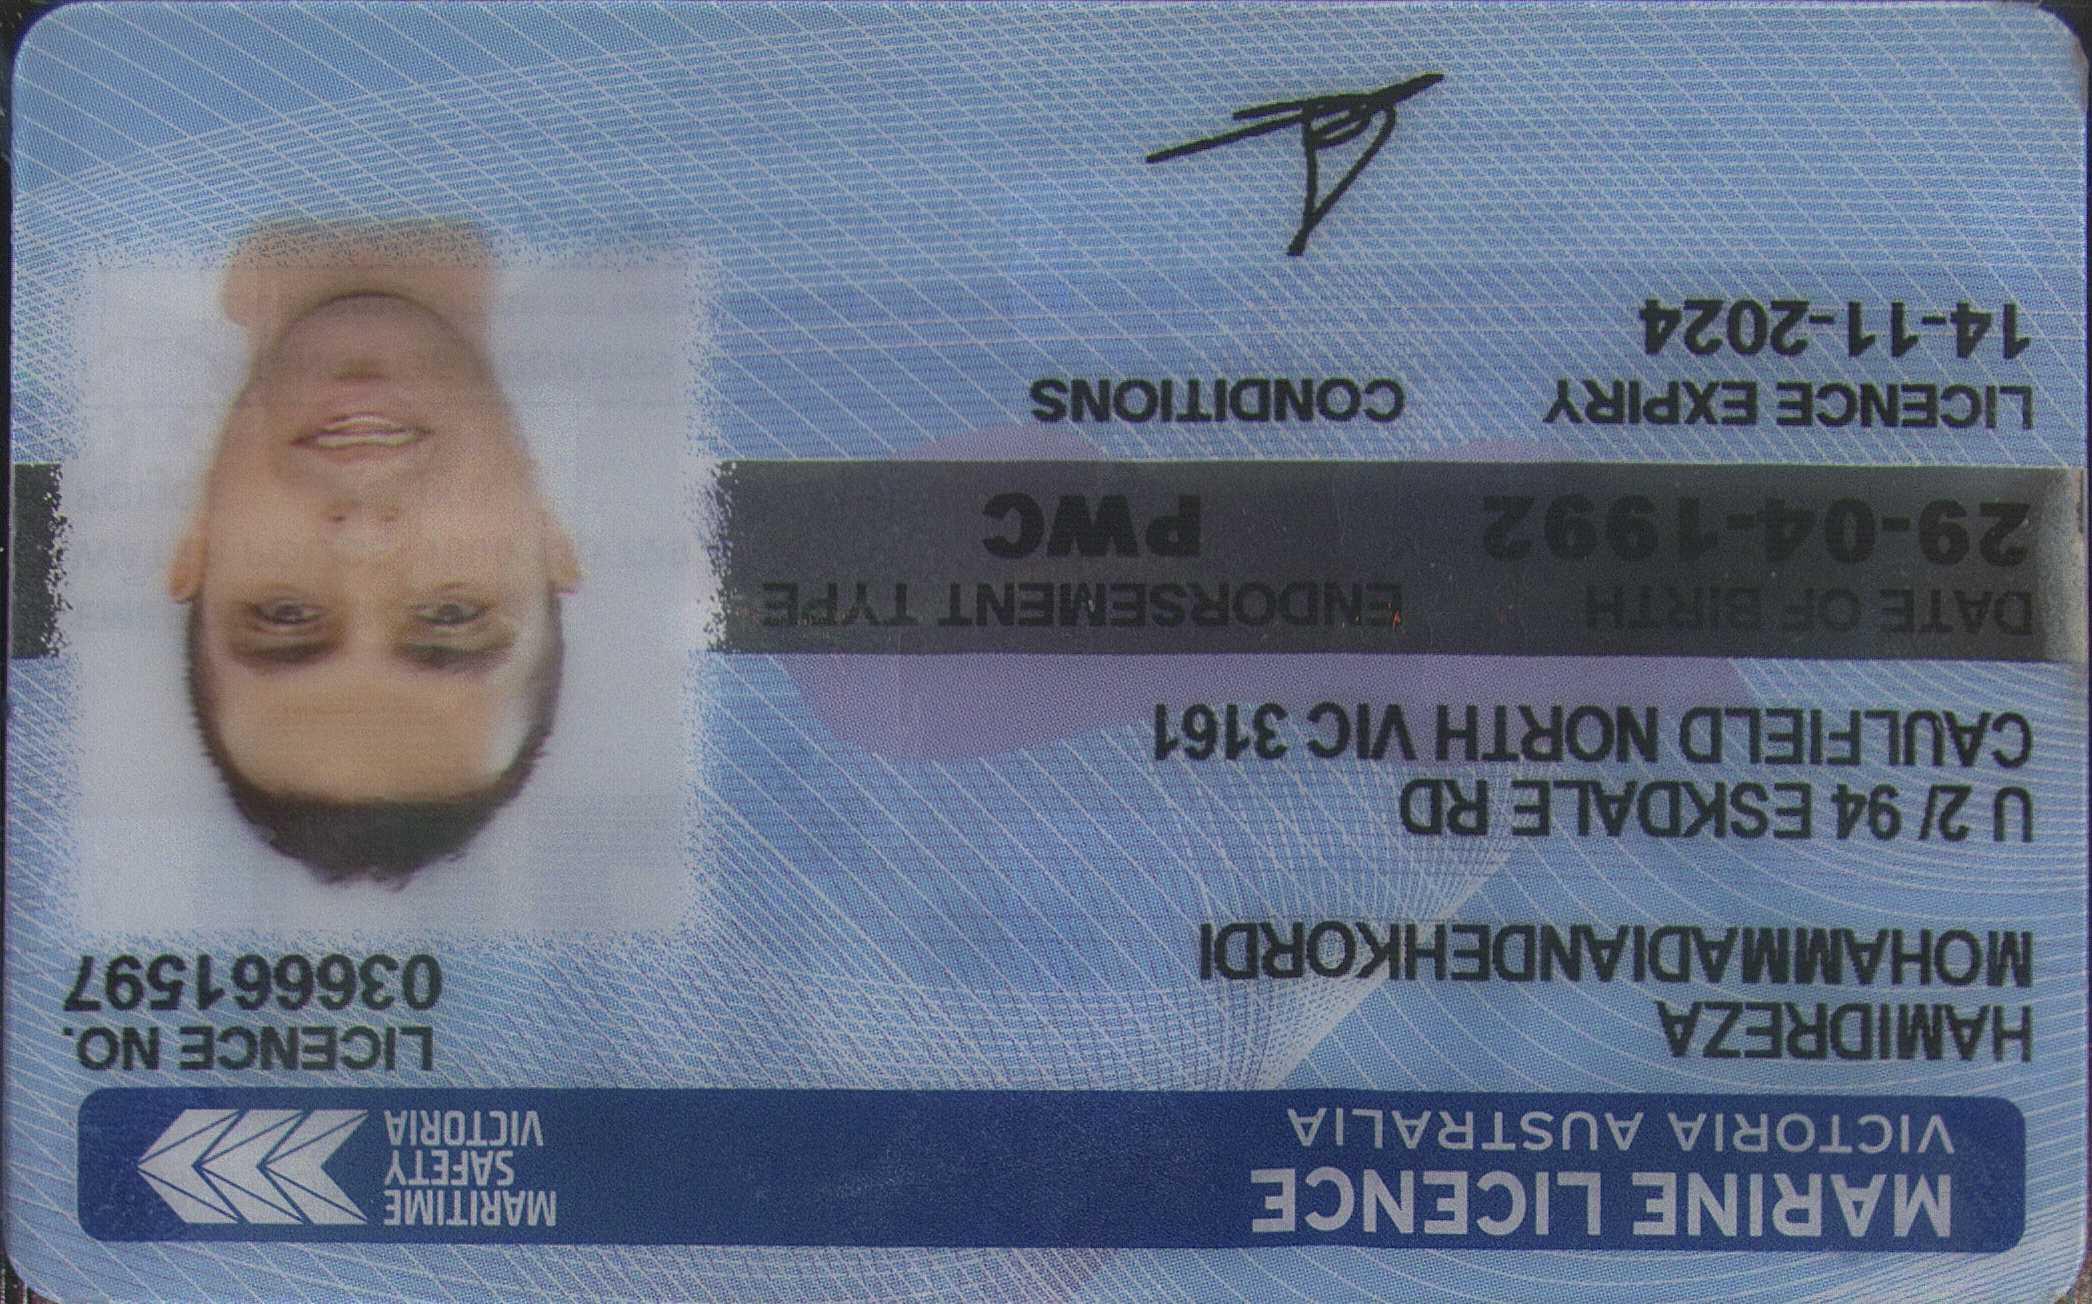 MARINE LICENCE
VICTORIA AUSTRALIA
MARITIME
SAFETY
VICTORIA
HAMIDREZA
MOHAMMADIANDEHKORDI
LICENCE NO.
036661597
U 2/ 94 ESKDALE RD
CAULFIELD NORTH VIC 3161
DATE OF BIRTH
29-04-1992
ENDORSEMENT TYPE
PWC
LICENCE EXPIRY
14-11-2024
CONDITIONS